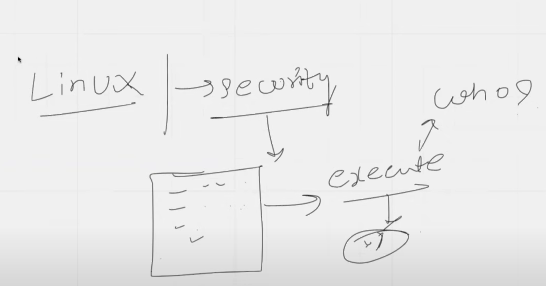 Linux → security
who?
execute